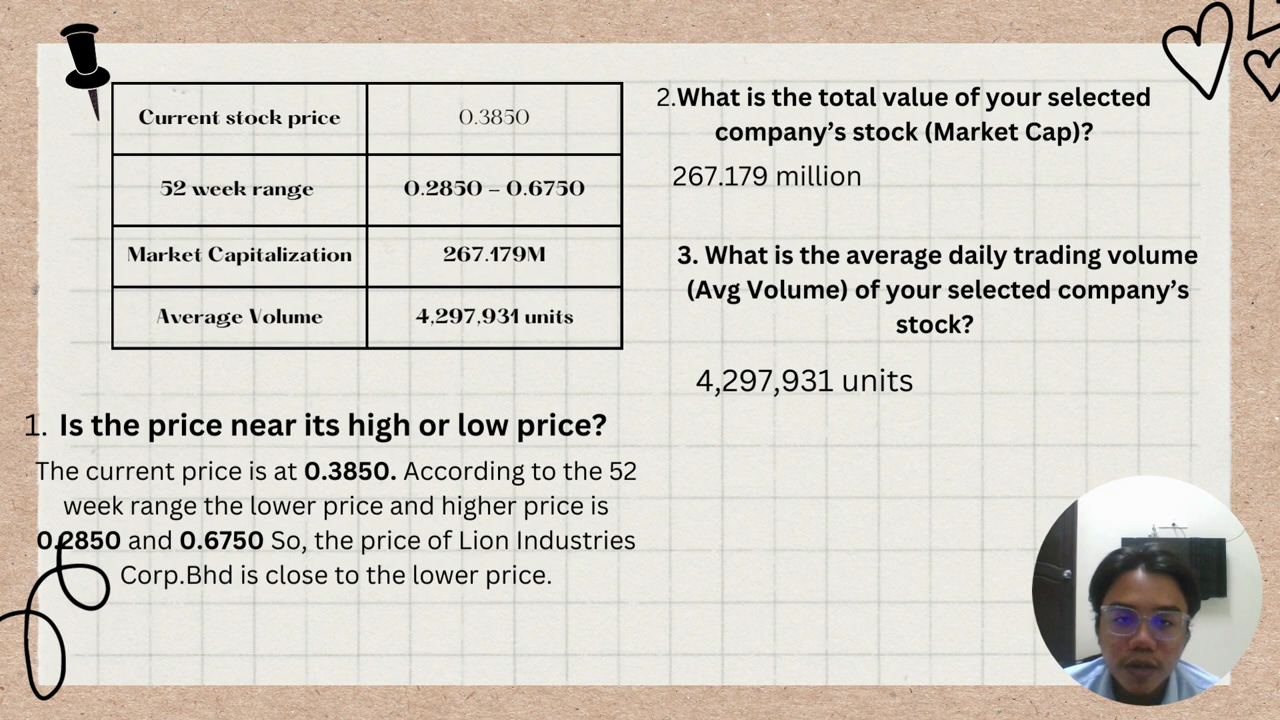 Current stock price 0.3850
52 week range 0.2850 – 0.6750
Market Capitalization 267.179M
Average Volume 4,297,931 units
1. Is the price near its high or low price?
The current price is at 0.3850. According to the 52
week range the lower price and higher price is
0.2850 and 0.6750 So, the price of Lion Industries
Corp.Bhd is close to the lower price.
2.What is the total value of your selected
company’s stock (Market Cap)?
267.179 million
3. What is the average daily trading volume
(Avg Volume) of your selected company’s
stock?
4,297,931 units